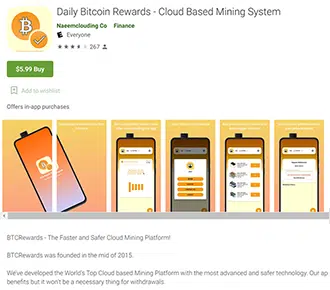 Daily Bitcoin Rewards - Cloud Based Mining System
Naeemclouding Co Finance
Everyone
267
$5.99 Buy
Add to wishlist
Offers in-app purchases
BTCRewards - The Faster and Safer Cloud Mining Platform!
BTCRewards was founded in the mid of 2015.
We've developed the World's Top Cloud based Mining Platform with the most advanced and safer technology. Our ap
benefits but it won't be a necessary thing for withdrawals.